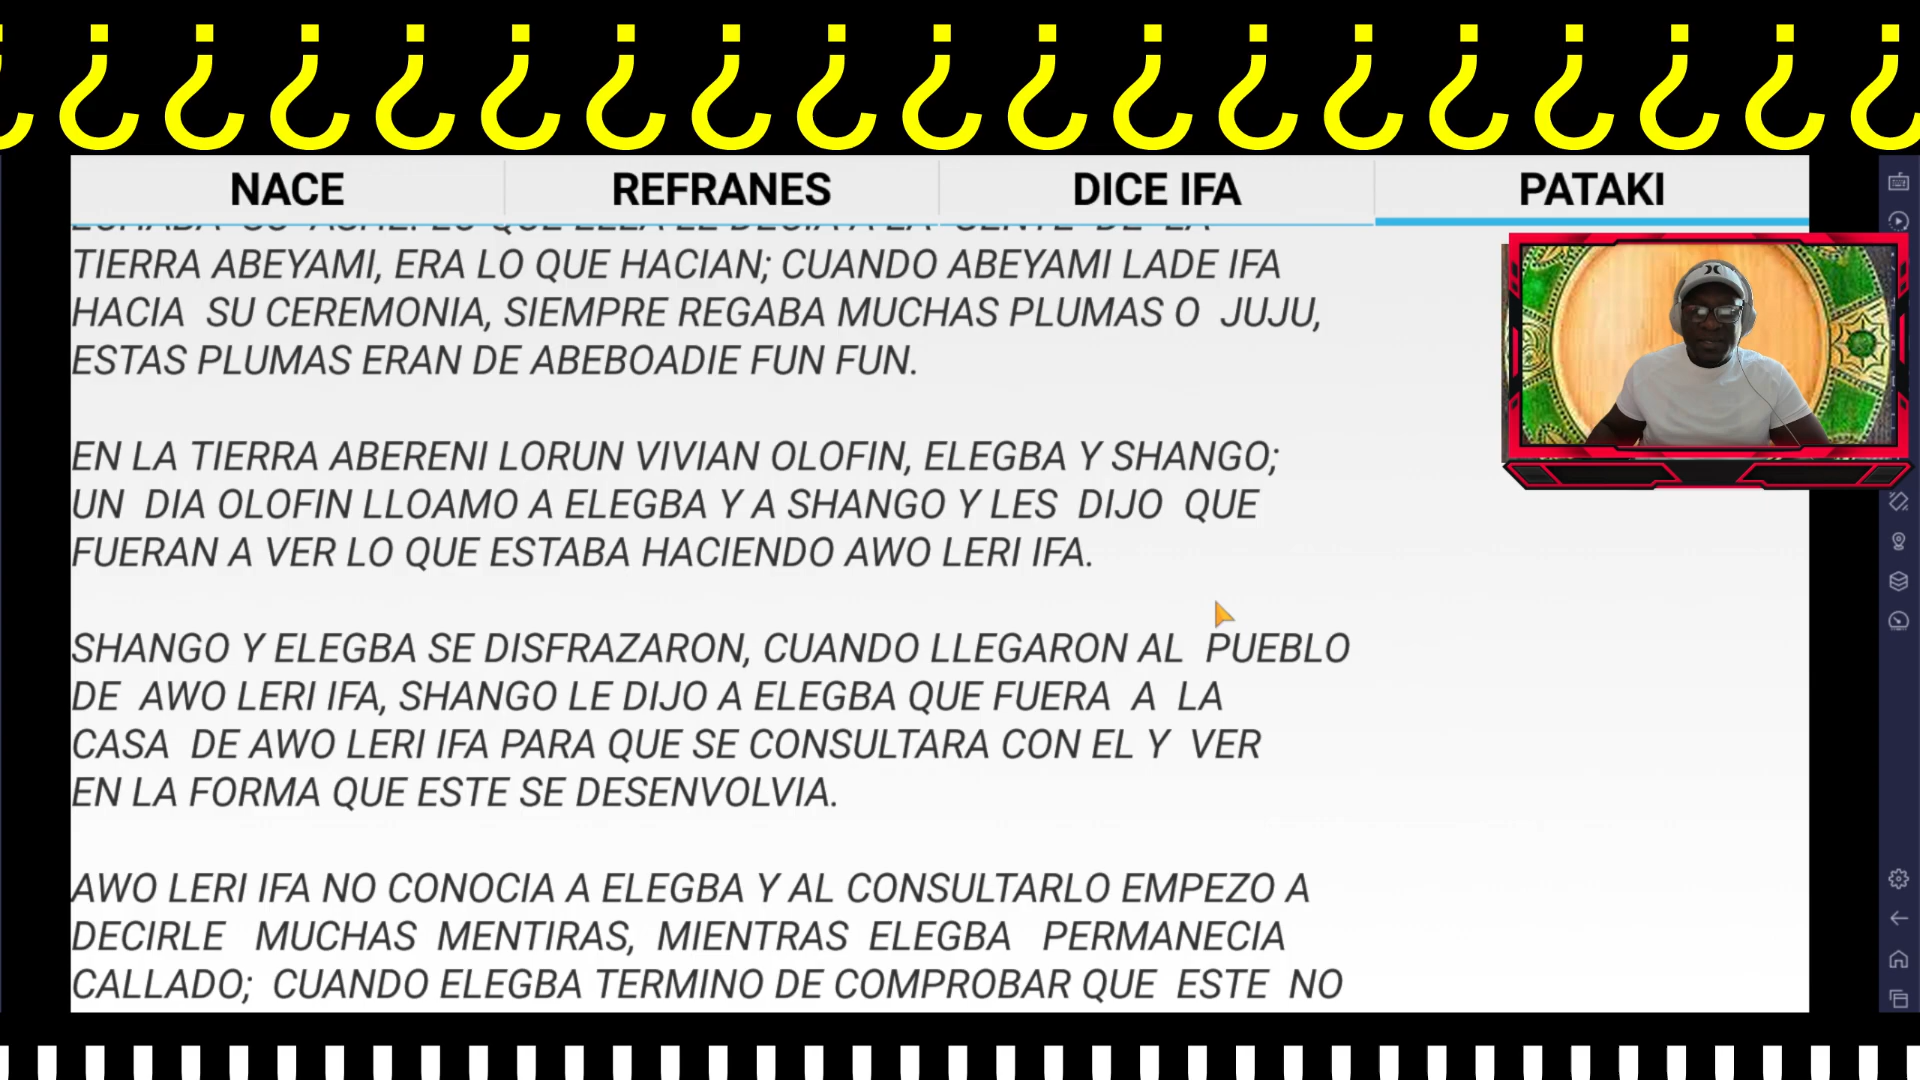 NACE
REFRANES
DICE IFA
PATAKI
TIERRA ABEYAMI, ERA LO QUE HACIAN; CUANDO ABEYAMI LADE IFA
HACIA SU CEREMONIA, SIEMPRE REGABA MUCHAS PLUMAS O JUJU,
ESTAS PLUMAS ERAN DE ABEBOADIE FUN FUN.
EN LA TIERRA ABERENI LORUN VIVIAN OLOFIN, ELEGBA Y SHANGO;
UN DIA OLOFIN LLOAMO A ELEGBA Y A SHANGO Y LES DIJO QUE
FUERAN A VER LO QUE ESTABA HACIENDO AWO LERI IFA.
SHANGO Y ELEGBA SE DISFRAZARON, CUANDO LLEGARON AL PUEBLO
DE AWO LERI IFA, SHANGO LE DIJO A ELEGBA QUE FUERA A LA
CASA DE AWO LERI IFA PARA QUE SE CONSULTARA CON EL Y VER
EN LA FORMA QUE ESTE SE DESENVOLVIA.
AWO LERI IFA NO CONOCIA A ELEGBA Y AL CONSULTARLO EMPEZO A
DECIRLE MUCHAS MENTIRAS, MIENTRAS ELEGBA PERMANECIA
CALLADO; CUANDO ELEGBA TERMINO DE COMPROBAR QUE ESTE NO